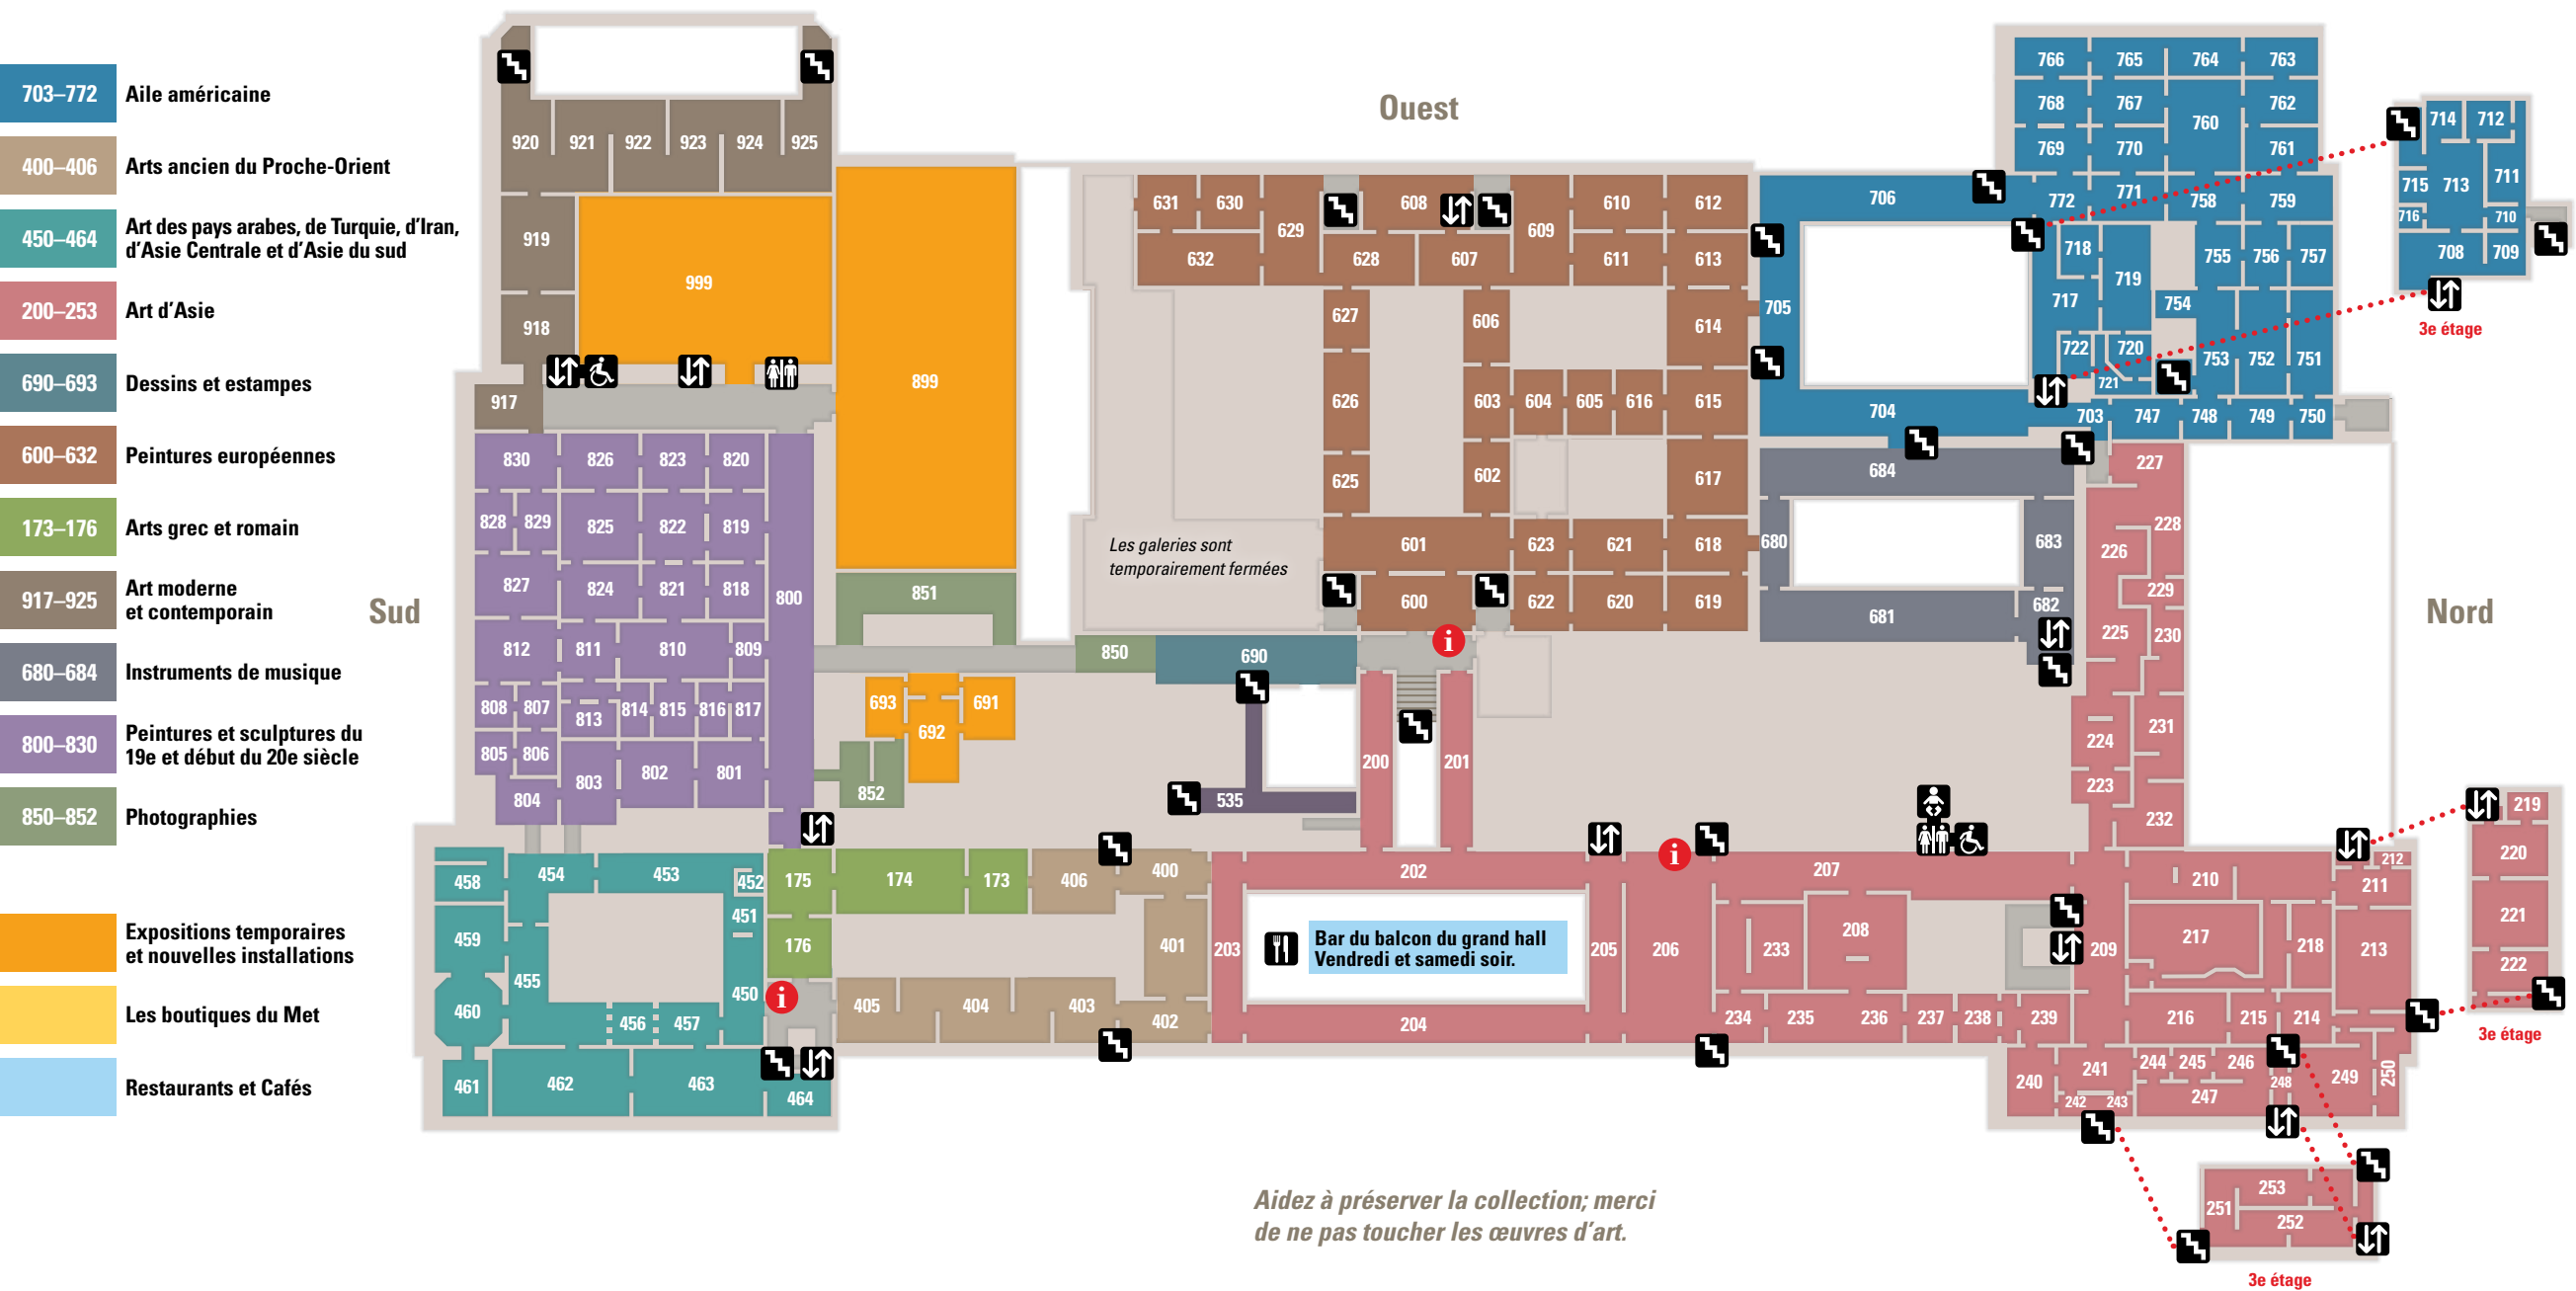 703–772 Aile américaine
400–406 Arts ancien du Proche-Orient
450–464 Art des pays arabes, de Turquie, d'Iran,
d'Asie Centrale et d'Asie du sud
200–253 Art d'Asie
690–693 Dessins et estampes
600–632 Peintures européennes
173–176 Arts grec et romain
917–925 Art moderne
et contemporain
680–684 Instruments de musique
800–830 Peintures et sculptures du
19e et début du 20e siècle
850–852 Photographies
Expositions temporaires
et nouvelles installations
Les boutiques du Met
Restaurants et Cafés
Sud
Ouest
Nord
920 921 922 923 924 925
919
999
918
917
899
830 826 823 820
828 829 825 822 819
827 824 821 818 800
812 811 810 809
808 807 813 814 815 816 817
805 806 803 802 801
804
851
850 690
693 692 691
852
535
Les galeries sont
temporairement fermées
631 630 629 608 609 610 612
632 628 607 611 613
627 606 614
626 603 604 605 616 615
625 602 617
601 623 621 618
600 622 620 619
i
200 201
766 765 764 763
768 767 760 762
769 770 761
706 772 771 758 759
718 719 755 756 757
705 717 754
722 720 753 752 751
721
704 703 747 748 749 750
714 712
715 713 711
716 710
708 709
3e étage
684
680 683
681 682
227
228
226
229
225 230
224 231
223
232
458 454 453 452
459 451
455
460 456 457 450
461 462 463 464
i
175 174 173 406 400
176 401
405 404 403 402
202
203 205 206
204
Bar du balcon du grand hall
Vendredi et samedi soir.
i
207
233 208 209
234 235 236 237 238 239
210 212
211
217 218 213
216 215 214
240 241 244 245 246 248 249 250
242 243 247
219
220
221
222
3e étage
253
251
252
3e étage
Aidez à préserver la collection; merci
de ne pas toucher les œuvres d'art.